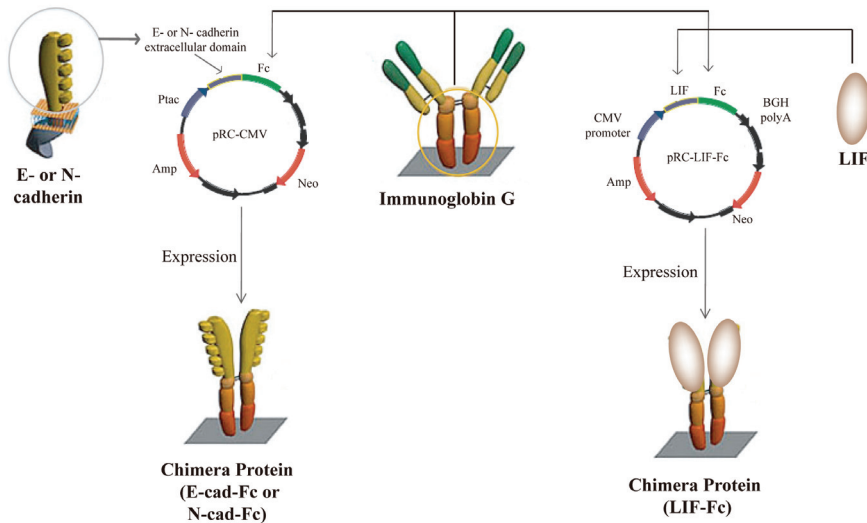 E- or N- cadherin
extracellular domain
Fc
Ptac
pRC-CMV
Amp
Neo
E- or N-
cadherin
Immunoglobin G
LIF
Fc
BGH
polyA
CMV
promoter
pRC-LIF-Fc
Amp
Neo
LIF
Expression
Expression
Chimera Protein
(E-cad-Fc or
N-cad-Fc)
Chimera Protein
(LIF-Fc)